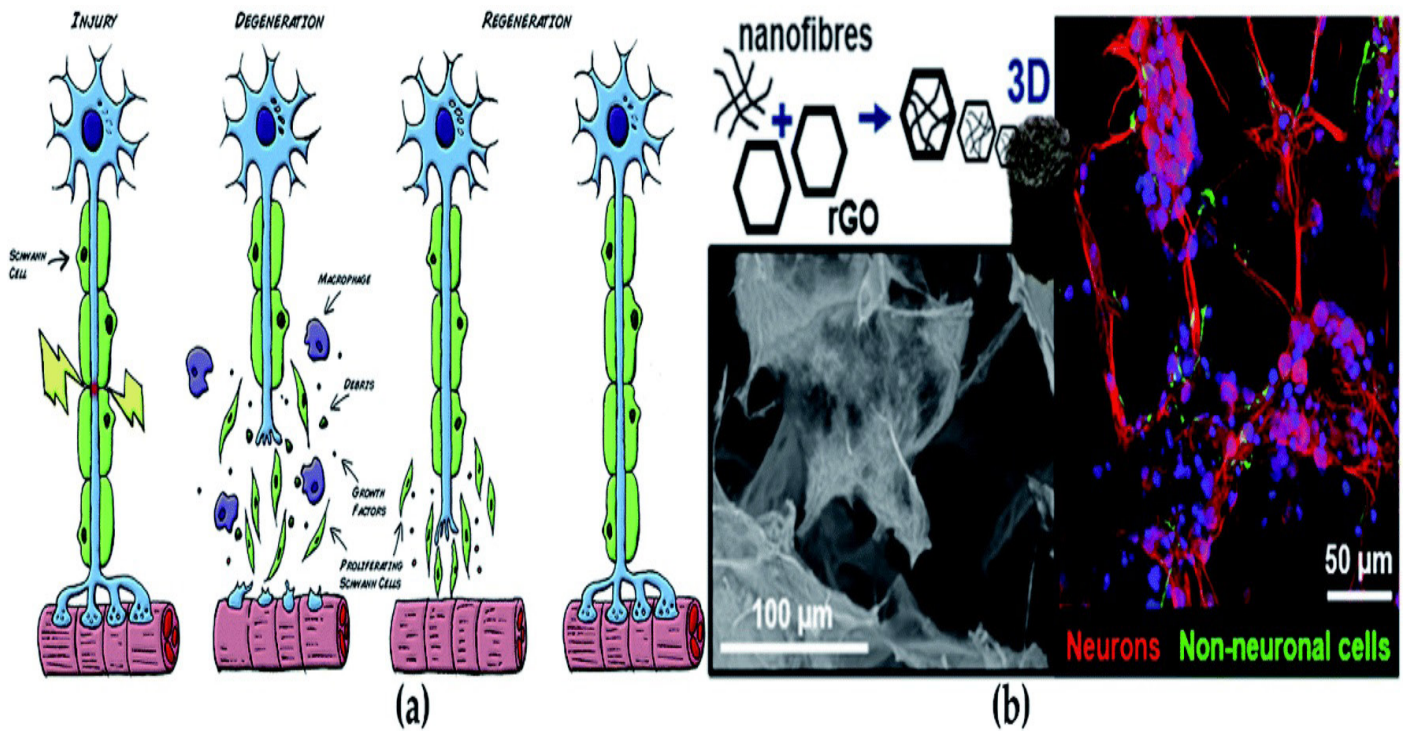 INJURY
DEGENERATION
REGENERATION
SCHWANN
CELL
MACROPHAGE
DEBRIS
GROWTH
FACTORS
PROLIFERATING
SCHWANN CELLS
(a)
nanofibres
+
rGO
3D
100 µm
50 µm
Neurons Non-neuronal cells
(b)